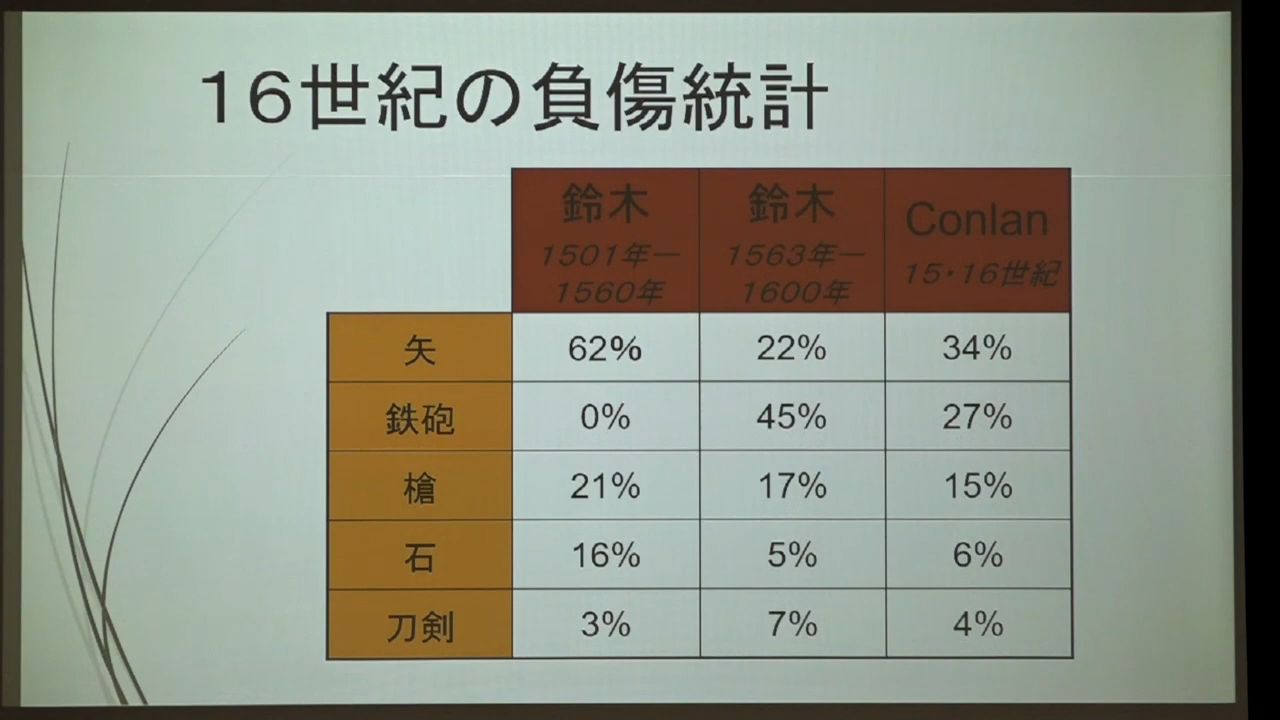 １６世紀の負傷統計
鈴木 鈴木 Conlan
1501年－ 1563年－ 15・16世紀
1560年 1600年
矢 62% 22% 34%
鉄砲 0% 45% 27%
槍 21% 17% 15%
石 16% 5% 6%
刀剣 3% 7% 4%